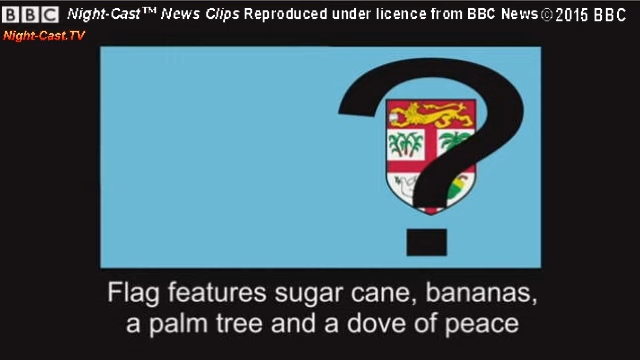 BBC Night-Cast™ News Clips Reproduced under licence from BBC News © 2015 BBC
Night-Cast.TV
?
Flag features sugar cane, bananas,
a palm tree and a dove of peace